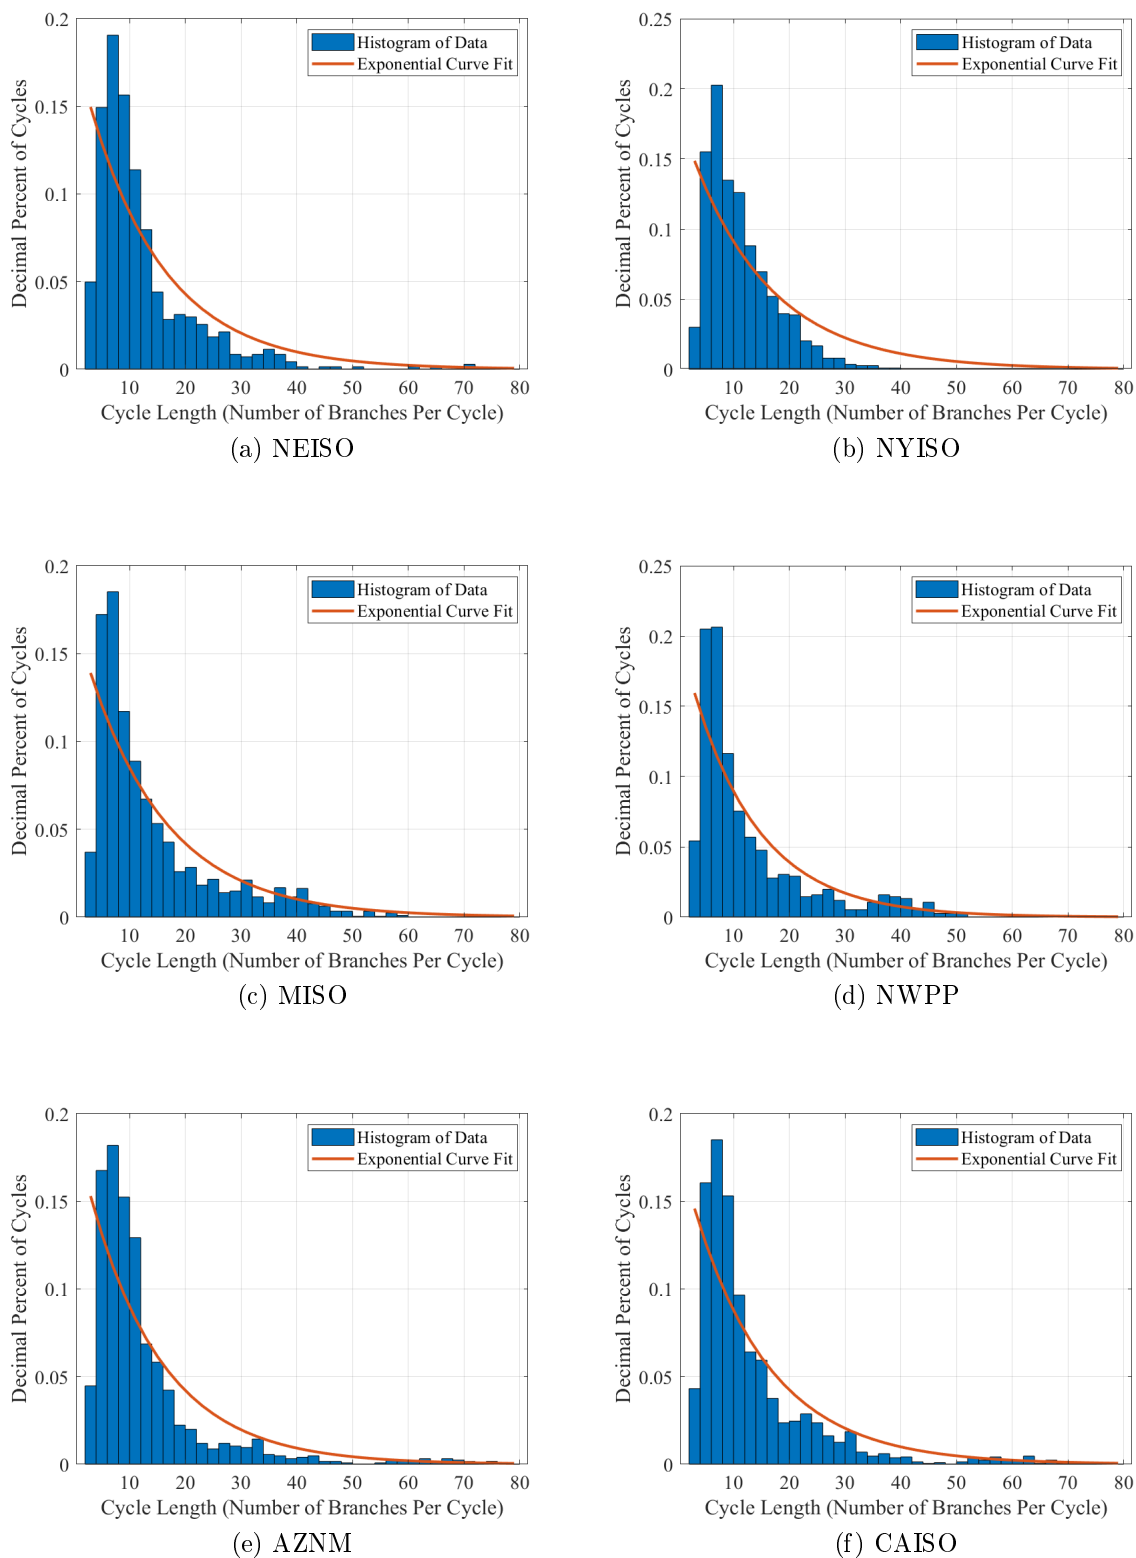 0.2
0.15
0.1
0.05
0
Histogram of Data
Exponential Curve Fit
10 20 30 40 50 60 70 80
Decimal Percent of Cycles
Cycle Length (Number of Branches Per Cycle)
(a) NEISO
0.25
0.2
0.15
0.1
0.05
0
Histogram of Data
Exponential Curve Fit
10 20 30 40 50 60 70 80
Decimal Percent of Cycles
Cycle Length (Number of Branches Per Cycle)
(b) NYISO
0.2
0.15
0.1
0.05
0
Histogram of Data
Exponential Curve Fit
10 20 30 40 50 60 70 80
Decimal Percent of Cycles
Cycle Length (Number of Branches Per Cycle)
(c) MISO
0.25
0.2
0.15
0.1
0.05
0
Histogram of Data
Exponential Curve Fit
10 20 30 40 50 60 70 80
Decimal Percent of Cycles
Cycle Length (Number of Branches Per Cycle)
(d) NWPP
0.2
0.15
0.1
0.05
0
Histogram of Data
Exponential Curve Fit
10 20 30 40 50 60 70 80
Decimal Percent of Cycles
Cycle Length (Number of Branches Per Cycle)
(e) AZNM
0.2
0.15
0.1
0.05
0
Histogram of Data
Exponential Curve Fit
10 20 30 40 50 60 70 80
Decimal Percent of Cycles
Cycle Length (Number of Branches Per Cycle)
(f) CAISO